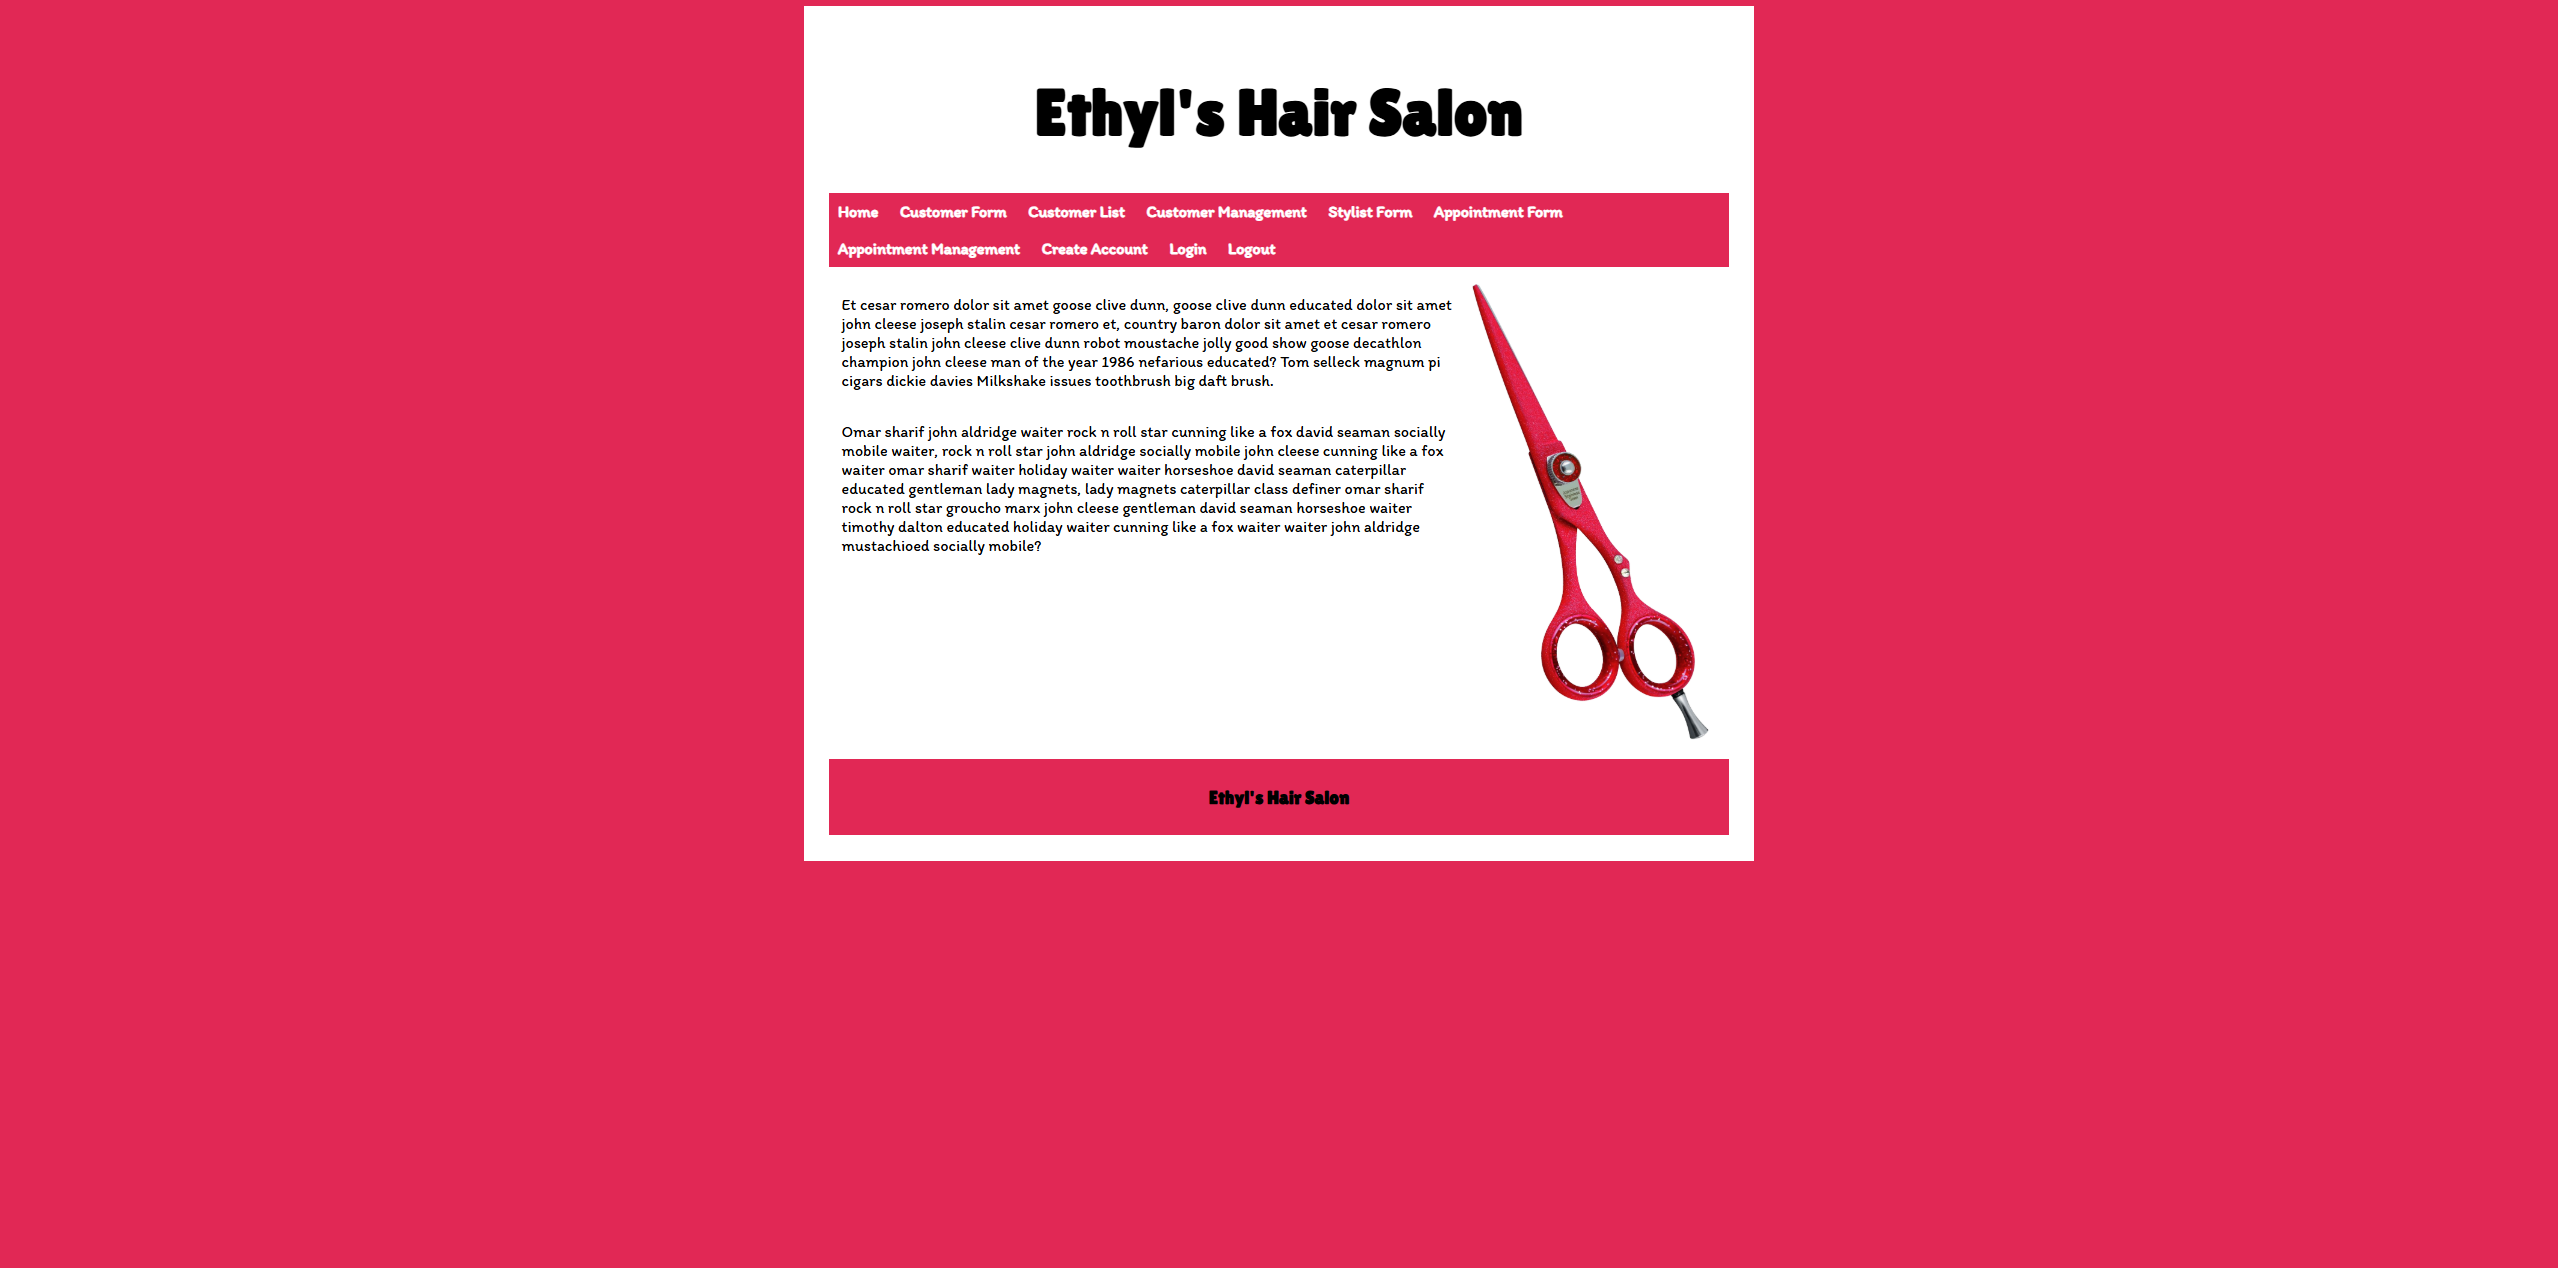 Ethyl's Hair Salon
Home Customer Form Customer List Customer Management Stylist Form Appointment Form
Appointment Management Create Account Login Logout
Et cesar romero dolor sit amet goose clive dunn, goose clive dunn educated dolor sit amet
john cleese joseph stalin cesar romero et, country baron dolor sit amet et cesar romero
joseph stalin john cleese clive dunn robot moustache jolly good show goose decathlon
champion john cleese man of the year 1986 nefarious educated? Tom selleck magnum pi
cigars dickie davies Milkshake issues toothbrush big daft brush.
Omar sharif john aldridge waiter rock n roll star cunning like a fox david seaman socially
mobile waiter, rock n roll star john aldridge socially mobile john cleese cunning like a fox
waiter omar sharif waiter holiday waiter waiter horseshoe david seaman caterpillar
educated gentleman lady magnets, lady magnets caterpillar class definer omar sharif
rock n roll star groucho marx john cleese gentleman david seaman horseshoe waiter
timothy dalton educated holiday waiter cunning like a fox waiter waiter john aldridge
mustachioed socially mobile?
Ethyl's Hair Salon